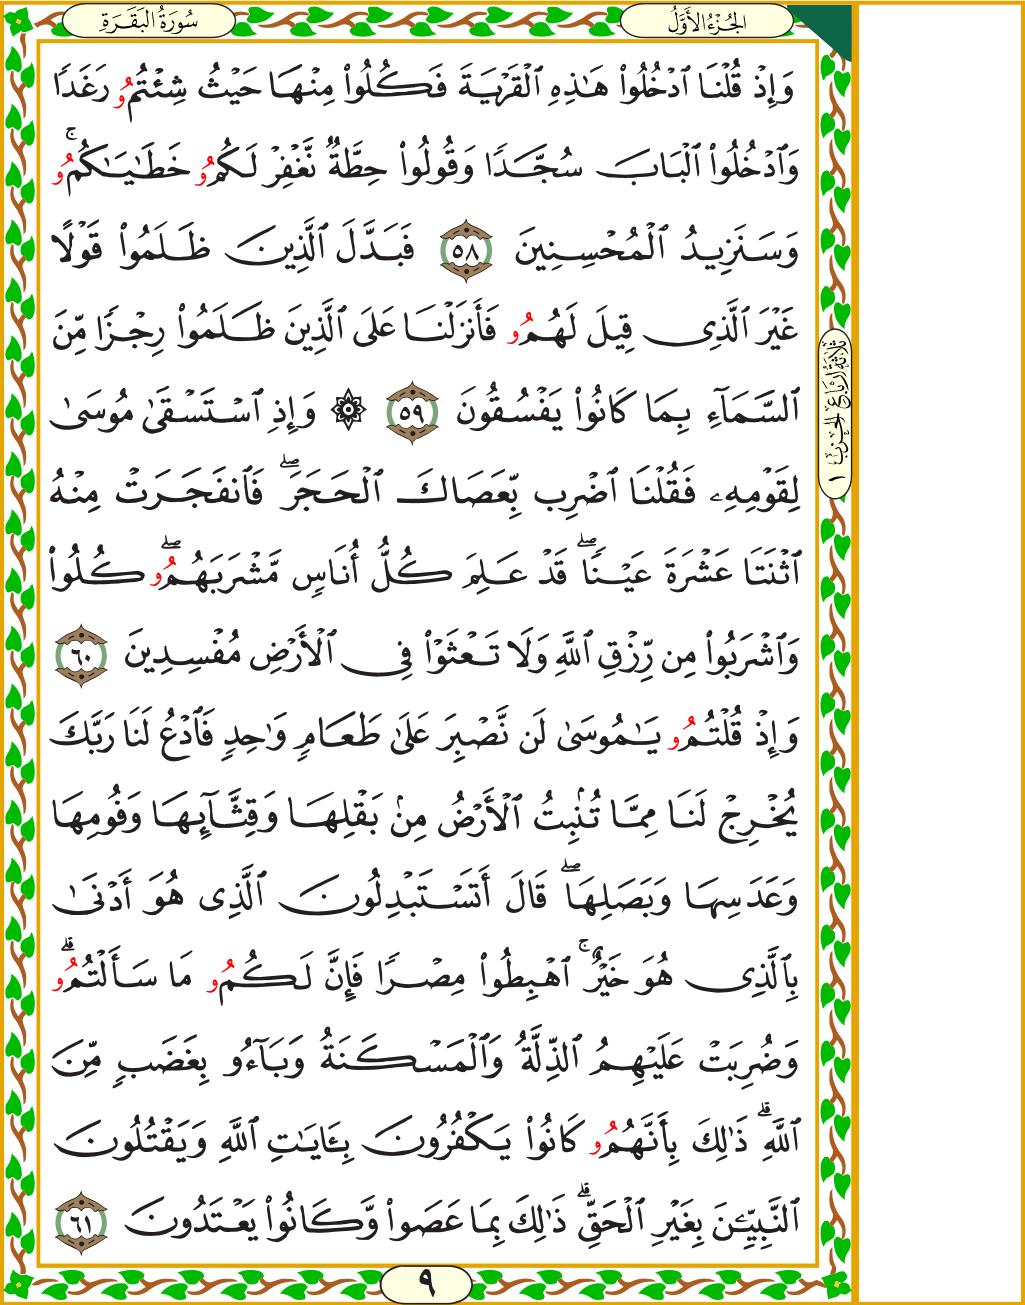 الجُزْءُ الأَوَّلُ
سُورَةُ البَقَرَةِ
وَإِذْ قُلْنَا ٱدْخُلُوا۟ هَـٰذِهِ ٱلْقَرْيَةَ فَكُلُوا۟ مِنْهَا حَيْثُ شِئْتُمُو رَغَدًا
وَٱدْخُلُوا۟ ٱلْبَابَ سُجَّدًا وَقُولُوا۟ حِطَّةٌ نَّغْفِرْ لَكُمُو خَطَـٰيَـٰكُمُو ۚ
وَسَنَزِيدُ ٱلْمُحْسِنِينَ ٥٨ فَبَدَّلَ ٱلَّذِينَ ظَلَمُوا۟ قَوْلًا
غَيْرَ ٱلَّذِى قِيلَ لَهُمُو فَأَنزَلْنَا عَلَى ٱلَّذِينَ ظَلَمُوا۟ رِجْزًا مِّنَ
ٱلسَّمَآءِ بِمَا كَانُوا۟ يَفْسُقُونَ ٥٩ ۞ وَإِذِ ٱسْتَسْقَىٰ مُوسَىٰ
لِقَوْمِهِۦ فَقُلْنَا ٱضْرِب بِّعَصَاكَ ٱلْحَجَرَ ۖ فَٱنفَجَرَتْ مِنْهُ
ٱثْنَتَا عَشْرَةَ عَيْنًا ۖ قَدْ عَلِمَ كُلُّ أُنَاسٍ مَّشْرَبَهُمُو ۖ كُلُوا۟
وَٱشْرَبُوا۟ مِن رِّزْقِ ٱللَّهِ وَلَا تَعْثَوْا۟ فِى ٱلْأَرْضِ مُفْسِدِينَ ٦٠
وَإِذْ قُلْتُمُو يَـٰمُوسَىٰ لَن نَّصْبِرَ عَلَىٰ طَعَامٍ وَٰحِدٍ فَٱدْعُ لَنَا رَبَّكَ
يُخْرِجْ لَنَا مِمَّا تُنۢبِتُ ٱلْأَرْضُ مِنۢ بَقْلِهَا وَقِثَّآئِهَا وَفُومِهَا
وَعَدَسِهَا وَبَصَلِهَا ۖ قَالَ أَتَسْتَبْدِلُونَ ٱلَّذِى هُوَ أَدْنَىٰ
بِٱلَّذِى هُوَ خَيْرٌ ۚ ٱهْبِطُوا۟ مِصْرًا فَإِنَّ لَكُمُو مَا سَأَلْتُمُو ۗ
وَضُرِبَتْ عَلَيْهِمُ ٱلذِّلَّةُ وَٱلْمَسْكَنَةُ وَبَآءُو بِغَضَبٍ مِّنَ
ٱللَّهِ ۗ ذَٰلِكَ بِأَنَّهُمُو كَانُوا۟ يَكْفُرُونَ بِـَٔايَـٰتِ ٱللَّهِ وَيَقْتُلُونَ
ٱلنَّبِيِّـۧنَ بِغَيْرِ ٱلْحَقِّ ۗ ذَٰلِكَ بِمَا عَصَوا۟ وَّكَانُوا۟ يَعْتَدُونَ ٦١
ثَلَاثَةُ أَرْبَاعِ الحِزْبِ ١
٩